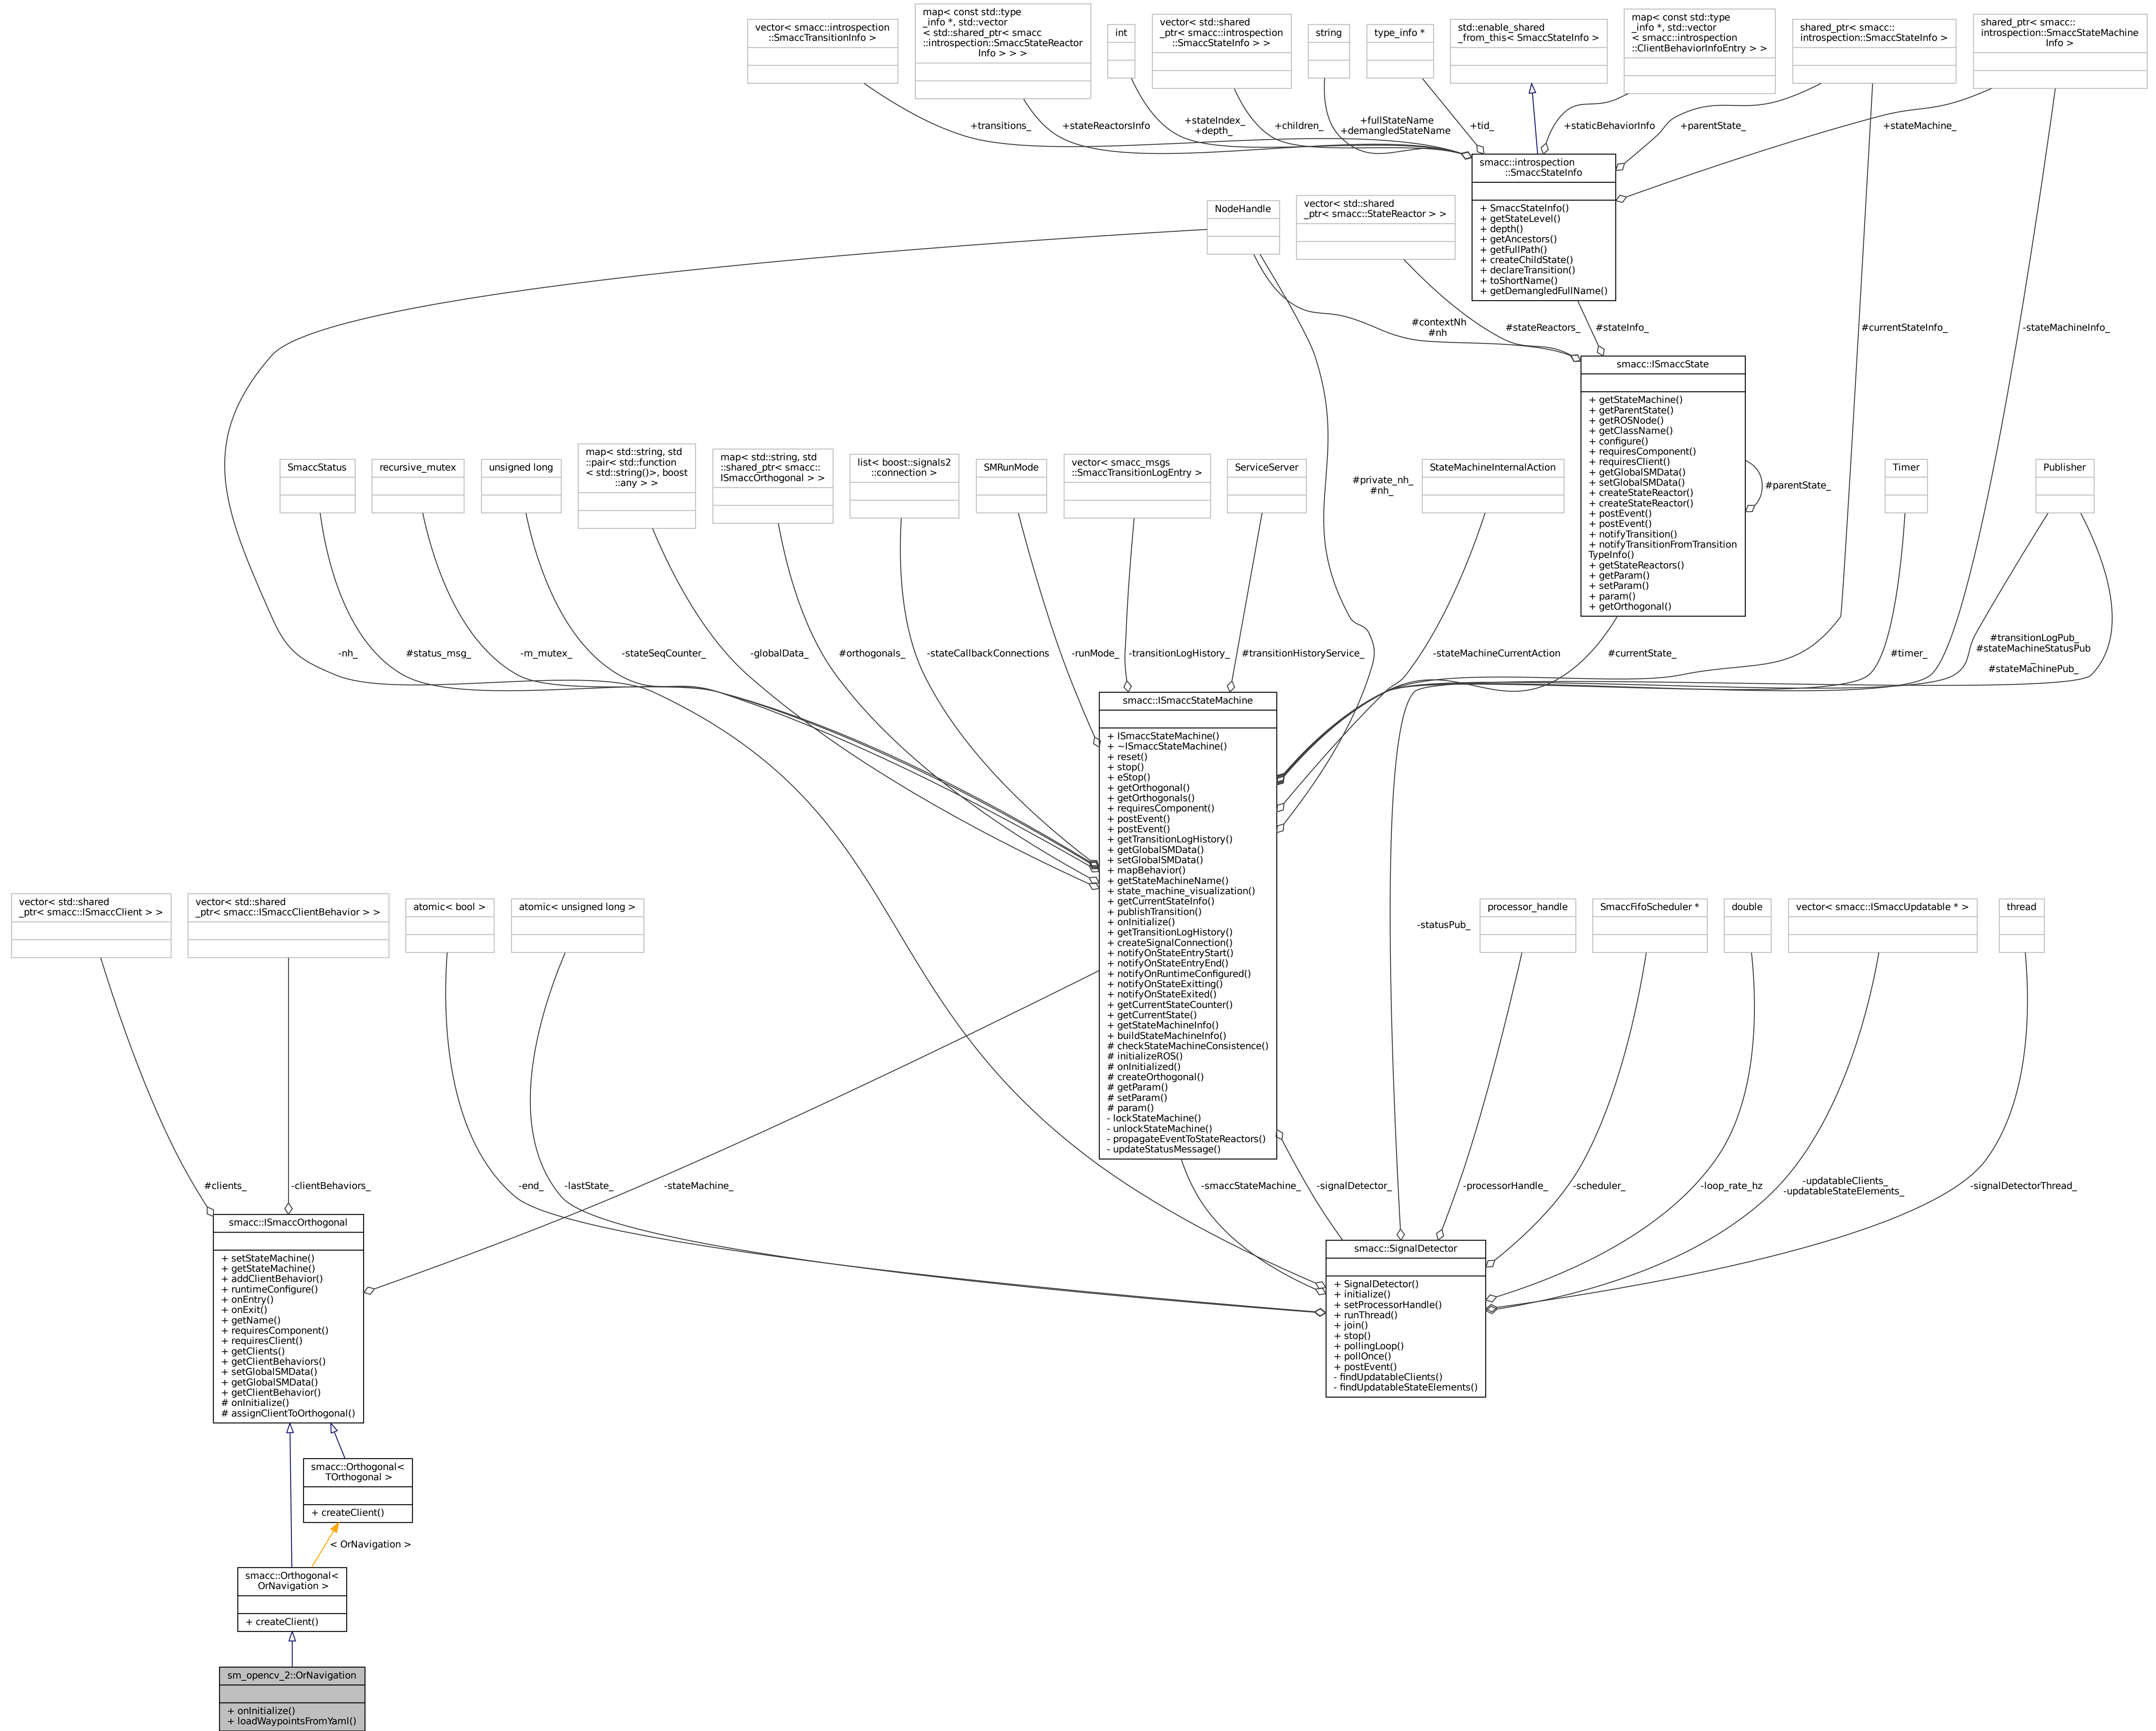 vector< smacc::introspection
::SmaccTransitionInfo >
map< const std::type
_info *, std::vector
< std::shared_ptr< smacc
::introspection::SmaccStateReactor
Info > > >
int
vector< std::shared
_ptr< smacc::introspection
::SmaccStateInfo > >
string
type_info *
std::enable_shared
_from_this< SmaccStateInfo >
map< const std::type
_info *, std::vector
< smacc::introspection
::ClientBehaviorInfoEntry > >
shared_ptr< smacc::
introspection::SmaccStateInfo >
shared_ptr< smacc::
introspection::SmaccStateMachine
Info >
+transitions_
+stateReactorsInfo
+stateIndex_
+depth_
+children_
+fullStateName
+demangledStateName
+tid_
+staticBehaviorInfo
+parentState_
+stateMachine_
smacc::introspection
::SmaccStateInfo
+ SmaccStateInfo()
+ getStateLevel()
+ depth()
+ getAncestors()
+ getFullPath()
+ createChildState()
+ declareTransition()
+ toShortName()
+ getDemangledFullName()
NodeHandle
vector< std::shared
_ptr< smacc::StateReactor > >
#contextNh
#nh
#stateReactors_
#stateInfo_
#currentStateInfo_
-stateMachineInfo_
smacc::ISmaccState
+ getStateMachine()
+ getParentState()
+ getROSNode()
+ getClassName()
+ configure()
+ requiresComponent()
+ requiresClient()
+ getGlobalSMData()
+ setGlobalSMData()
+ createStateReactor()
+ createStateReactor()
+ postEvent()
+ postEvent()
+ notifyTransition()
+ notifyTransitionFromTransition
TypeInfo()
+ getStateReactors()
+ getParam()
+ setParam()
+ param()
+ getOrthogonal()
#parentState_
SmaccStatus
recursive_mutex
unsigned long
map< std::string, std
::pair< std::function
< std::string()>, boost
::any > >
map< std::string, std
::shared_ptr< smacc::
ISmaccOrthogonal > >
list< boost::signals2
::connection >
SMRunMode
vector< smacc_msgs
::SmaccTransitionLogEntry >
ServiceServer
#private_nh_
#nh_
StateMachineInternalAction
Timer
Publisher
-nh_
#status_msg_
-m_mutex_
-stateSeqCounter_
-globalData_
#orthogonals_
-stateCallbackConnections
-runMode_
-transitionLogHistory_
#transitionHistoryService_
-stateMachineCurrentAction
#currentState_
#timer_
#transitionLogPub_
#stateMachineStatusPub
_
#stateMachinePub_
smacc::ISmaccStateMachine
+ ISmaccStateMachine()
+ ~ISmaccStateMachine()
+ reset()
+ stop()
+ eStop()
+ getOrthogonal()
+ getOrthogonals()
+ requiresComponent()
+ postEvent()
+ postEvent()
+ getTransitionLogHistory()
+ getGlobalSMData()
+ setGlobalSMData()
+ mapBehavior()
+ getStateMachineName()
+ state_machine_visualization()
+ getCurrentStateInfo()
+ publishTransition()
+ onInitialize()
+ getTransitionLogHistory()
+ createSignalConnection()
+ notifyOnStateEntryStart()
+ notifyOnStateEntryEnd()
+ notifyOnRuntimeConfigured()
+ notifyOnStateExitting()
+ notifyOnStateExited()
+ getCurrentStateCounter()
+ getCurrentState()
+ getStateMachineInfo()
+ buildStateMachineInfo()
# checkStateMachineConsistence()
# initializeROS()
# onInitialized()
# createOrthogonal()
# getParam()
# setParam()
# param()
- lockStateMachine()
- unlockStateMachine()
- propagateEventToStateReactors()
- updateStatusMessage()
vector< std::shared
_ptr< smacc::ISmaccClient > >
vector< std::shared
_ptr< smacc::ISmaccClientBehavior > >
atomic< bool >
atomic< unsigned long >
-statusPub_
processor_handle
SmaccFifoScheduler *
double
vector< smacc::ISmaccUpdatable * >
thread
#clients_
-clientBehaviors_
-end_
-lastState_
-stateMachine_
-smaccStateMachine_
-signalDetector_
-processorHandle_
-scheduler_
-loop_rate_hz
-updatableClients_
-updatableStateElements_
-signalDetectorThread_
smacc::ISmaccOrthogonal
+ setStateMachine()
+ getStateMachine()
+ addClientBehavior()
+ runtimeConfigure()
+ onEntry()
+ onExit()
+ getName()
+ requiresComponent()
+ requiresClient()
+ getClients()
+ getClientBehaviors()
+ setGlobalSMData()
+ getGlobalSMData()
+ getClientBehavior()
# onInitialize()
# assignClientToOrthogonal()
smacc::SignalDetector
+ SignalDetector()
+ initialize()
+ setProcessorHandle()
+ runThread()
+ join()
+ stop()
+ pollingLoop()
+ pollOnce()
+ postEvent()
- findUpdatableClients()
- findUpdatableStateElements()
smacc::Orthogonal<
TOrthogonal >
+ createClient()
< OrNavigation >
smacc::Orthogonal<
OrNavigation >
+ createClient()
sm_opencv_2::OrNavigation
+ onInitialize()
+ loadWaypointsFromYaml()